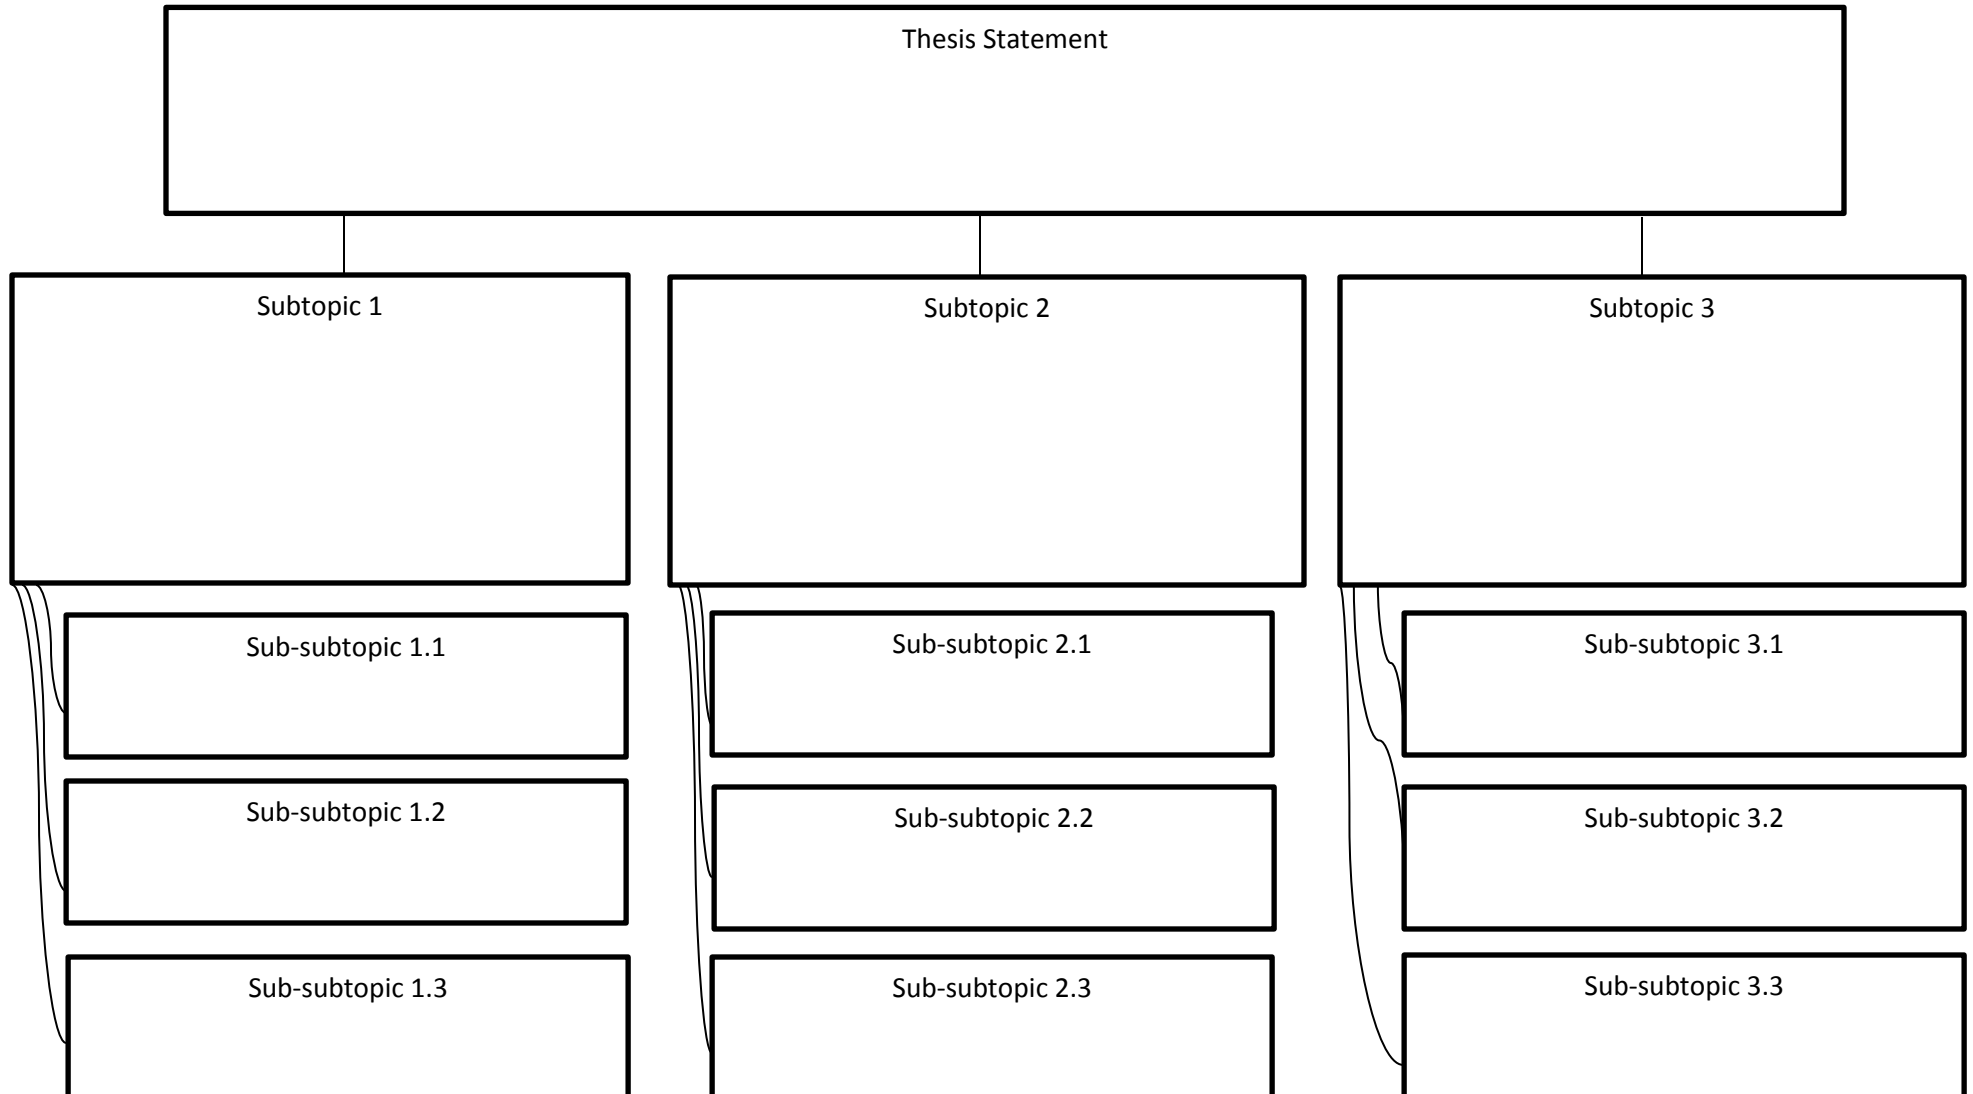 Thesis Statement
Subtopic 1
Subtopic 2
Subtopic 3
Sub-subtopic 1.1
Sub-subtopic 2.1
Sub-subtopic 3.1
Sub-subtopic 1.2
Sub-subtopic 2.2
Sub-subtopic 3.2
Sub-subtopic 1.3
Sub-subtopic 2.3
Sub-subtopic 3.3